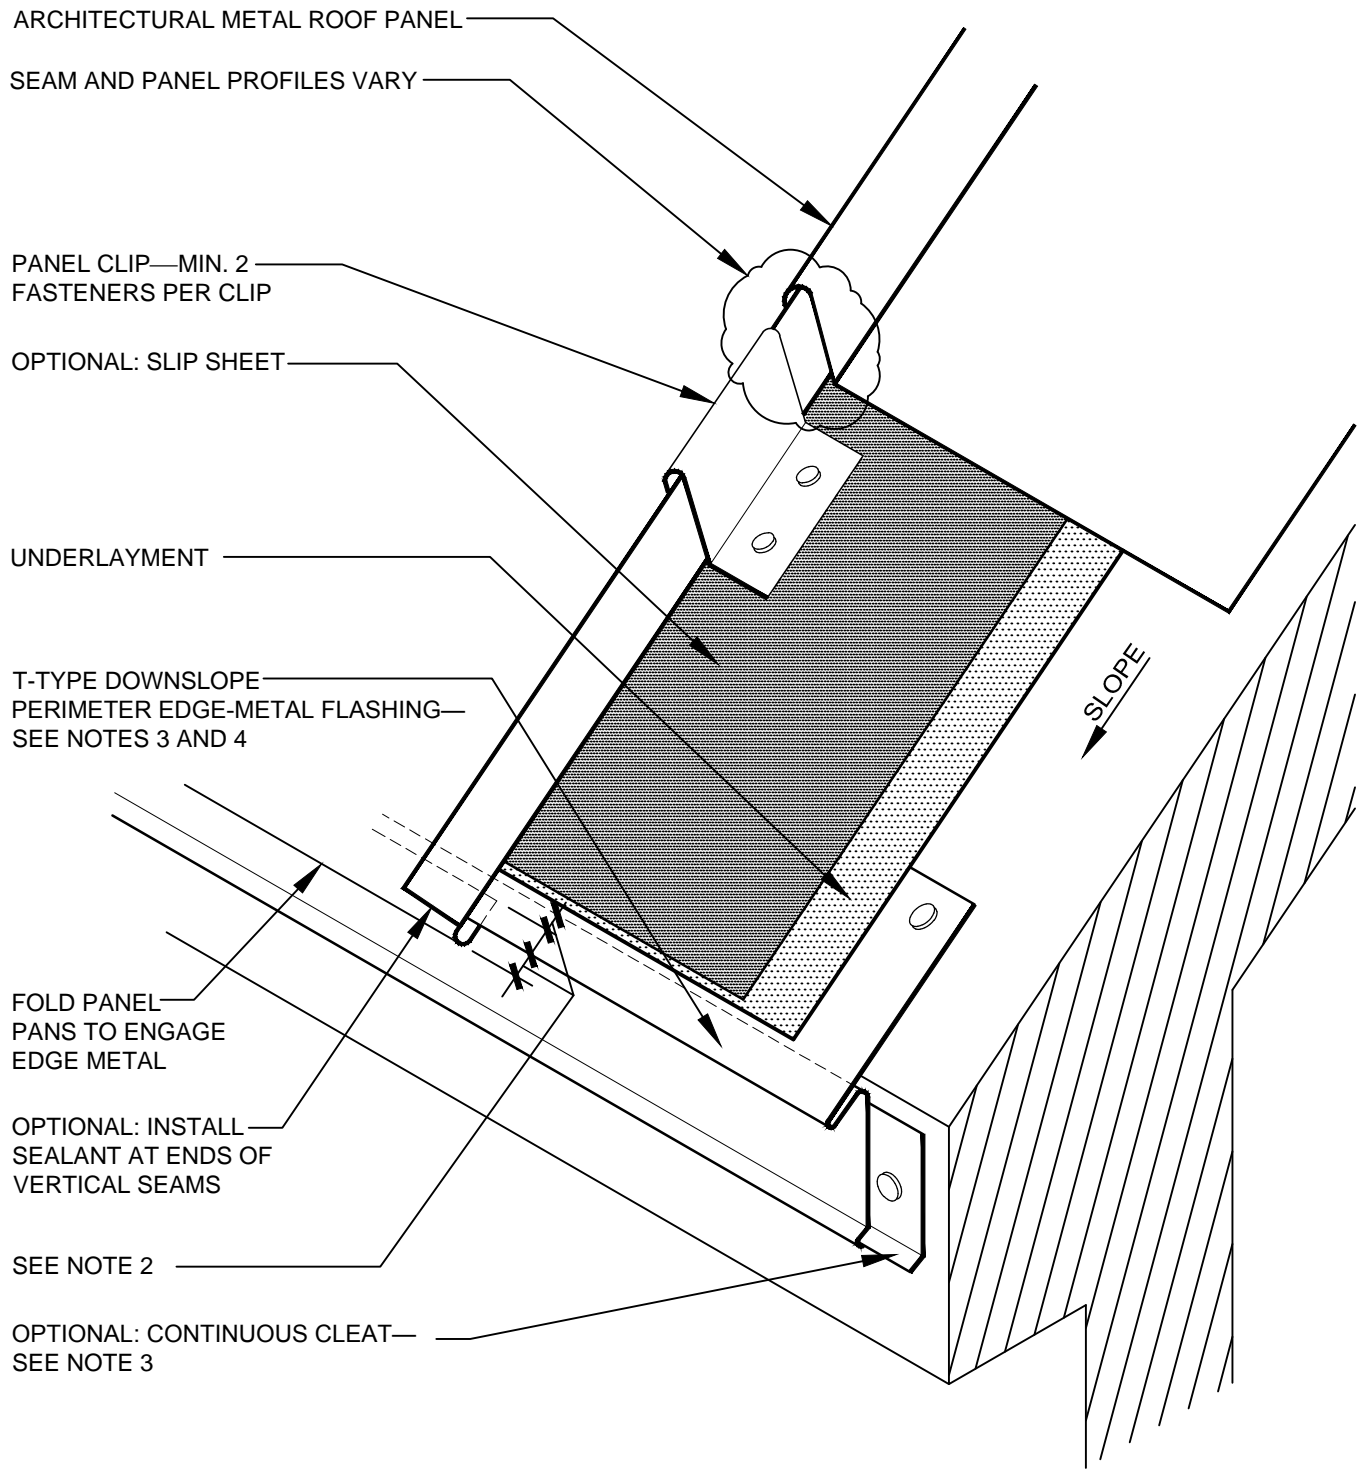 ARCHITECTURAL METAL ROOF PANEL
SEAM AND PANEL PROFILES VARY
PANEL CLIP—MIN. 2
FASTENERS PER CLIP
OPTIONAL: SLIP SHEET
UNDERLAYMENT
T-TYPE DOWNSLOPE
PERIMETER EDGE-METAL FLASHING—
SEE NOTES 3 AND 4
SLOPE
FOLD PANEL
PANS TO ENGAGE
EDGE METAL
OPTIONAL: INSTALL
SEALANT AT ENDS OF
VERTICAL SEAMS
SEE NOTE 2
OPTIONAL: CONTINUOUS CLEAT—
SEE NOTE 3